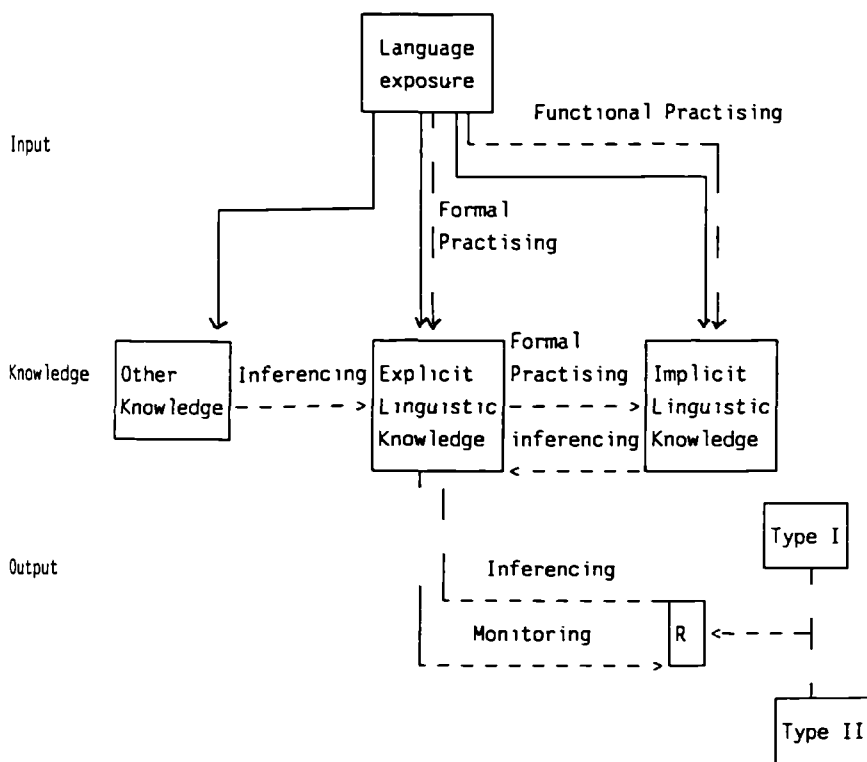 Language
exposure
Functional Practising
Input
Formal
Practising
Knowledge
Other
Knowledge
Inferencing
Explicit
Linguistic
Knowledge
Formal
Practising
inferencing
Implicit
Linguistic
Knowledge
Type I
Output
Inferencing
Monitoring
R
Type II